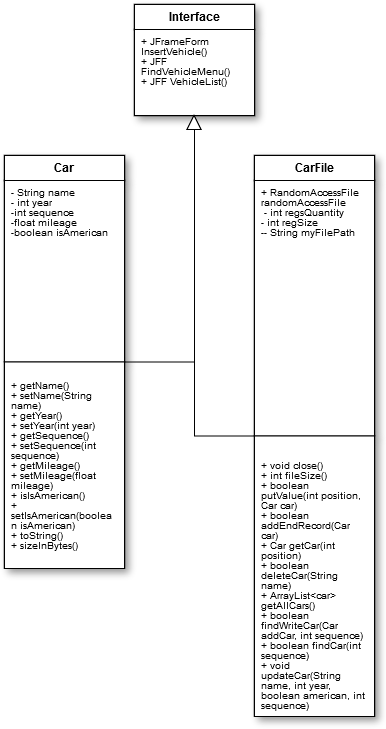 Interface
+ JFrameForm
InsertVehicle()
+ JFF
FindVehicleMenu()
+ JFF VehicleList()
Car
- String name
- int year
-int sequence
-float mileage
-boolean isAmerican
+ getName()
+ setName(String
name)
+ getYear()
+ setYear(int year)
+ getSequence()
+ setSequence(int
sequence)
+ getMileage()
+ setMileage(float
mileage)
+ isIsAmerican()
+
setIsAmerican(boolea
n isAmerican)
+ toString()
+ sizeInBytes()
CarFile
+ RandomAccessFile
randomAccessFile
- int regsQuantity
- int regSize
-- String myFilePath
+ void close()
+ int fileSize()
+ boolean
putValue(int position,
Car car)
+ boolean
addEndRecord(Car
car)
+ Car getCar(int
position)
+ boolean
deleteCar(String
name)
+ ArrayList<car>
getAllCars()
+ boolean
findWriteCar(Car
addCar, int sequence)
+ boolean findCar(int
sequence)
+ void
updateCar(String
name, int year,
boolean american, int
sequence)